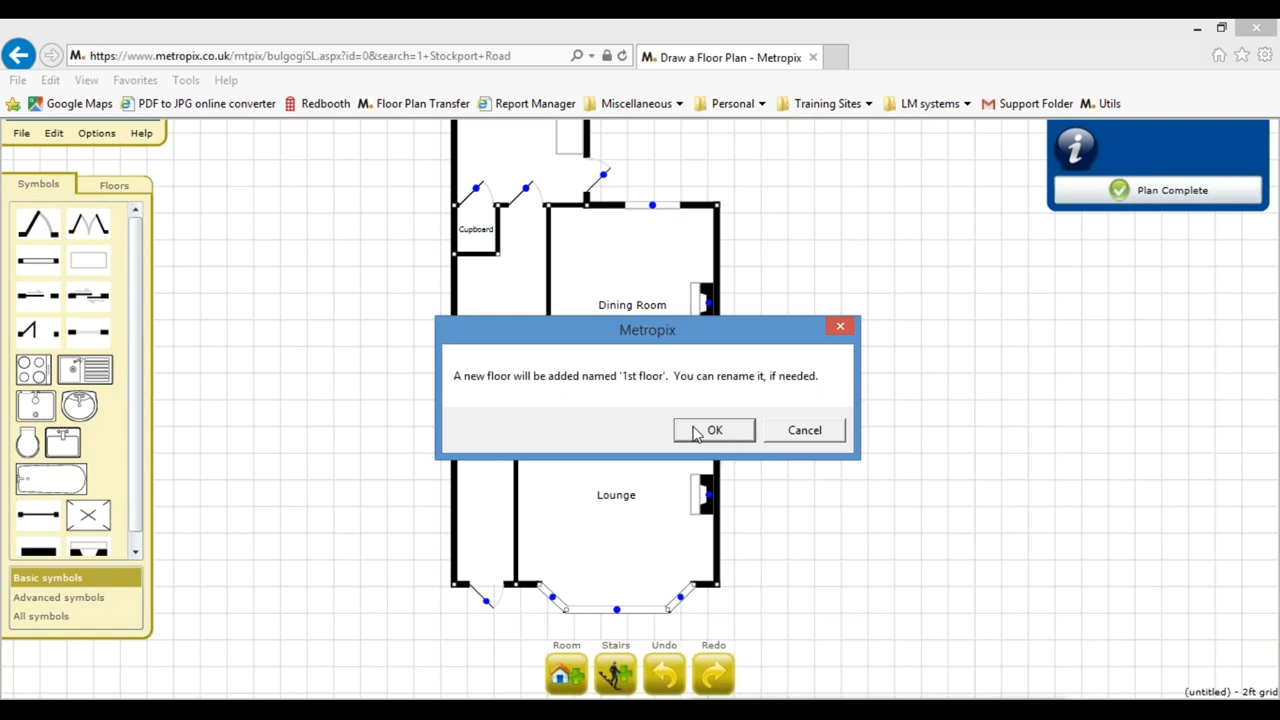 https://www.metropix.co.uk/mtpix/bulgogiSL.aspx?id=0&search=1+Stockport+Road
M. Draw a Floor Plan - Metropix
File Edit View Favorites Tools Help
Google Maps PDF to JPG online converter Redbooth M. Floor Plan Transfer Report Manager Miscellaneous Personal Training Sites LM systems Support Folder M. Utils
File Edit Options Help
Plan Complete
Symbols Floors
Cupboard
Dining Room
Metropix
A new floor will be added named '1st floor'. You can rename it, if needed.
OK Cancel
Lounge
Basic symbols
Advanced symbols
All symbols
Room Stairs Undo Redo
(untitled) - 2ft grid